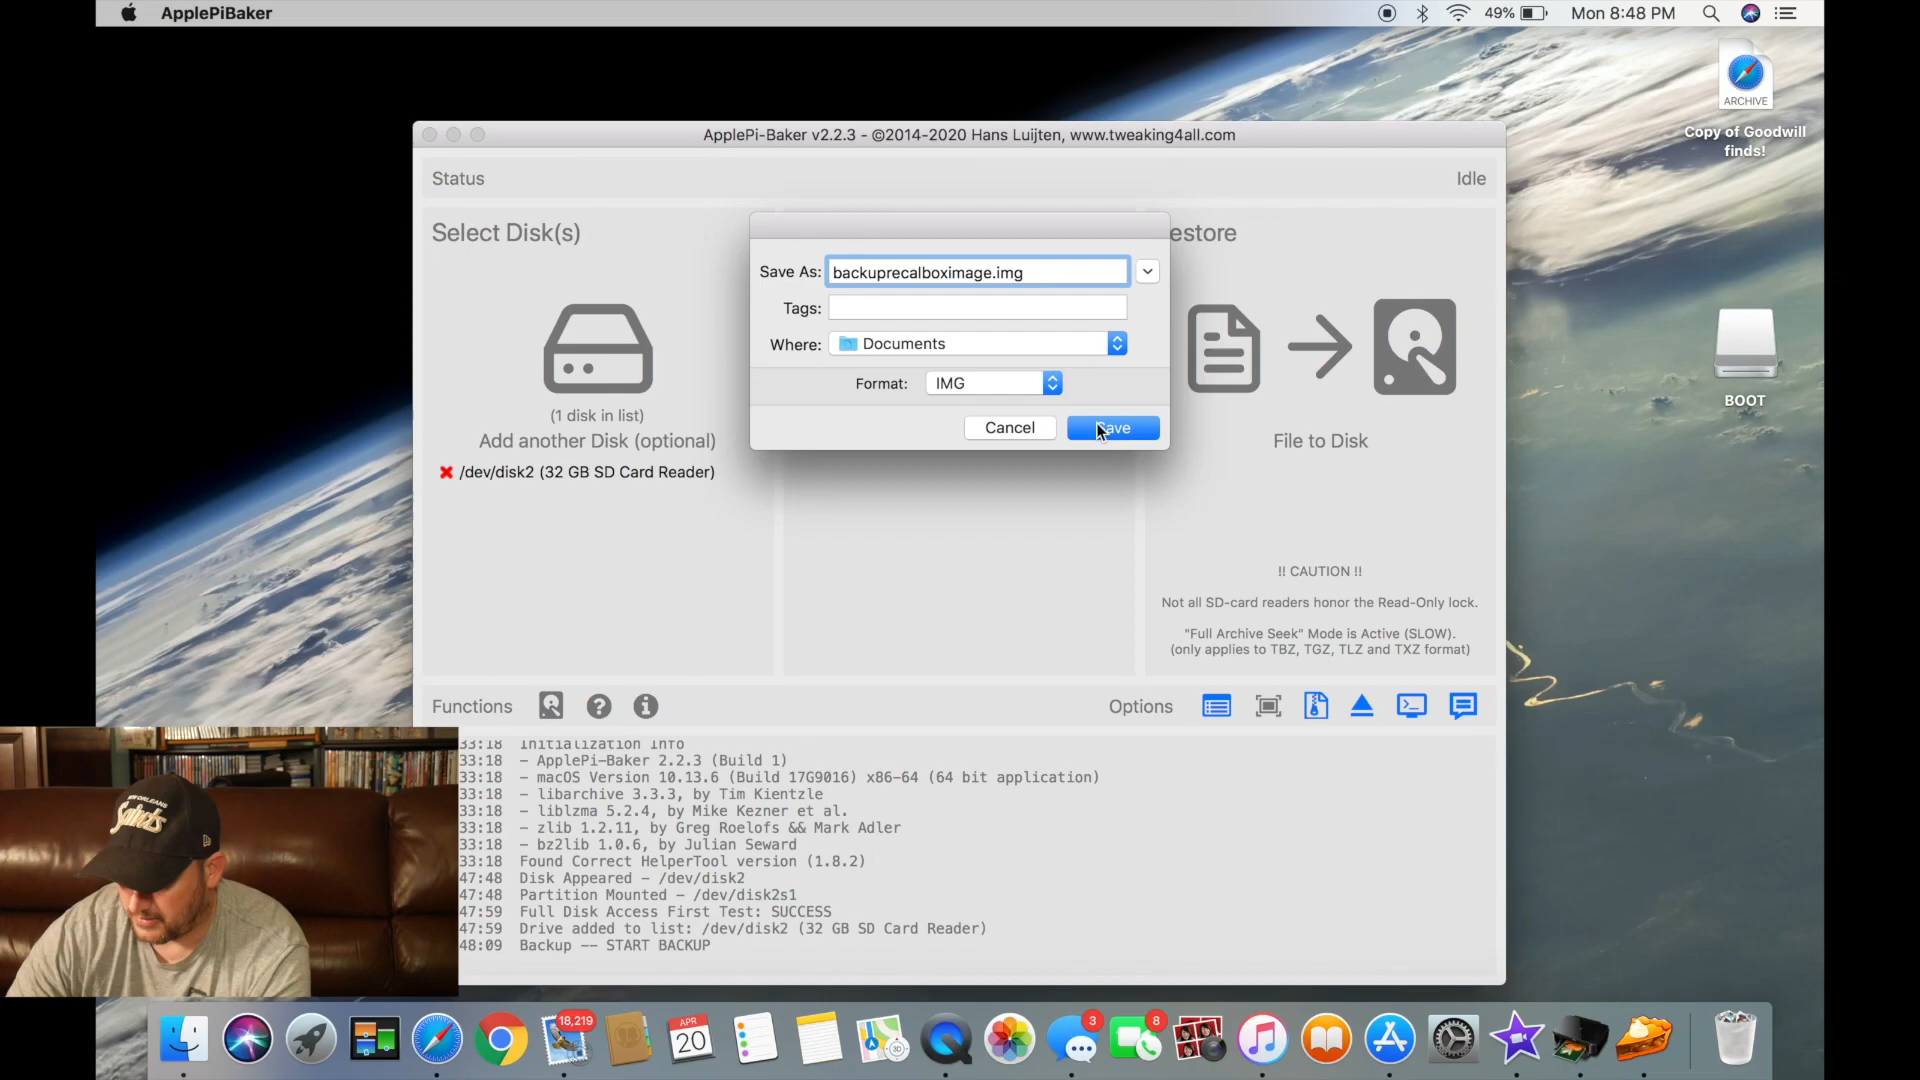 ApplePiBaker
49%
Mon 8:48 PM
ARCHIVE
Copy of Goodwill
finds!
ApplePi-Baker v2.2.3 - ©2014-2020 Hans Luijten, www.tweaking4all.com
Status
Idle
Select Disk(s)
estore
Save As: backuprecalboximage.img
Tags:
Where: Documents
Format: IMG
Cancel
ave
(1 disk in list)
Add another Disk (optional)
/dev/disk2 (32 GB SD Card Reader)
File to Disk
BOOT
!! CAUTION !!
Not all SD-card readers honor the Read-Only lock.
"Full Archive Seek" Mode is Active (SLOW).
(only applies to TBZ, TGZ, TLZ and TXZ format)
Functions
Options
33:18 Initialization Info
33:18 - ApplePi-Baker 2.2.3 (Build 1)
33:18 - macOS Version 10.13.6 (Build 17G9016) x86-64 (64 bit application)
33:18 - libarchive 3.3.3, by Tim Kientzle
33:18 - liblzma 5.2.4, by Mike Kezner et al.
33:18 - zlib 1.2.11, by Greg Roelofs && Mark Adler
33:18 - bz2lib 1.0.6, by Julian Seward
33:18 Found Correct HelperTool version (1.8.2)
47:48 Disk Appeared - /dev/disk2
47:48 Partition Mounted - /dev/disk2s1
47:59 Full Disk Access First Test: SUCCESS
47:59 Drive added to list: /dev/disk2 (32 GB SD Card Reader)
48:09 Backup -- START BACKUP
NEW ORLEANS
Saints
18,219
APR
20
3D
3
8